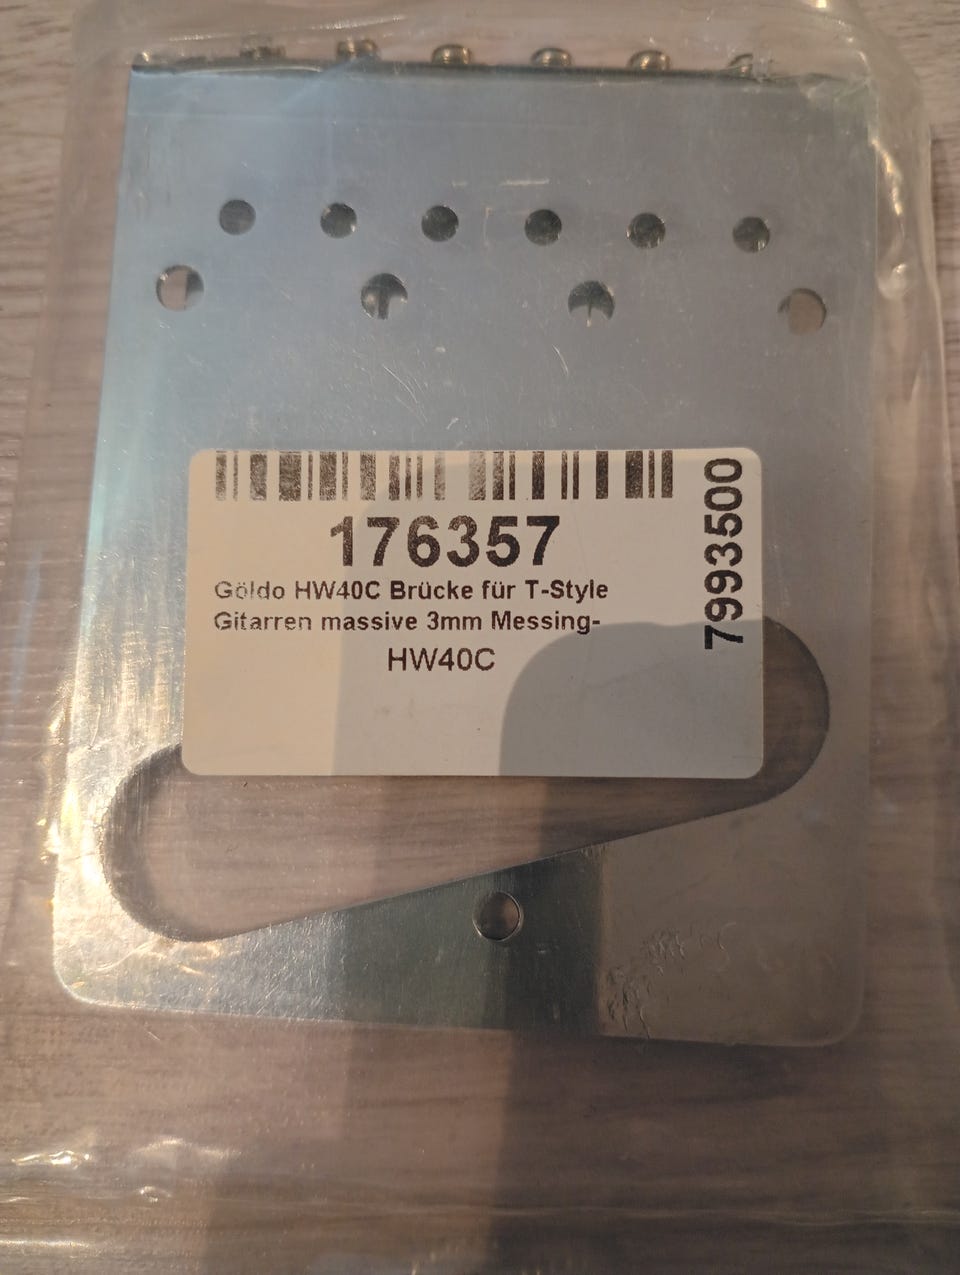 176357
Göldo HW40C Brücke für T-Style
Gitarren massive 3mm Messing-
HW40C
7993500